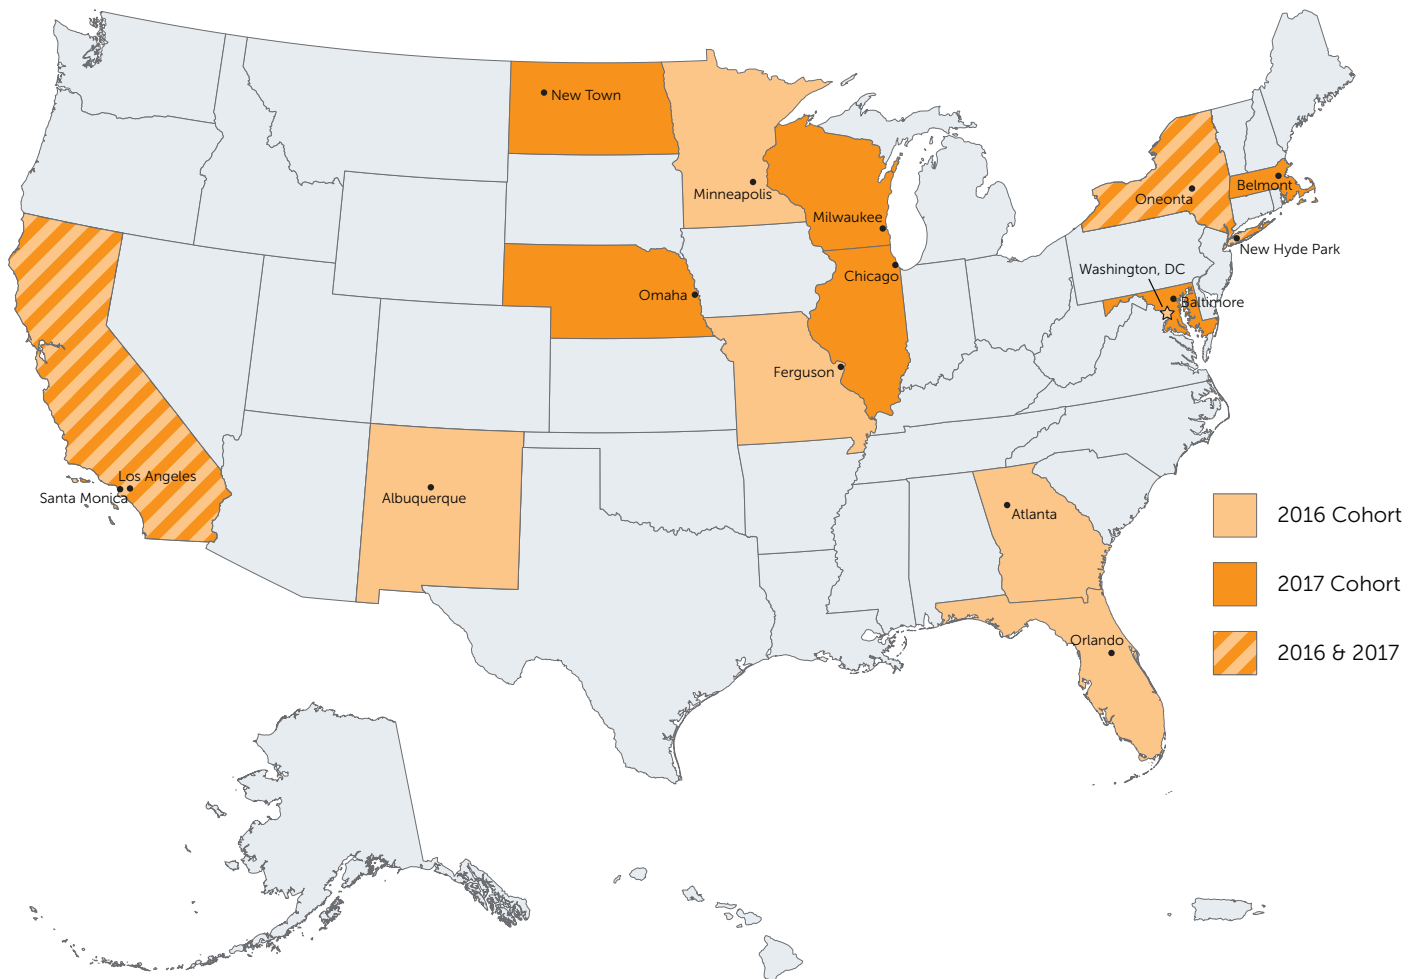 New Town
Minneapolis
Belmont
Oneonta
Milwaukee
New Hyde Park
Washington, DC
Chicago
Omaha
Baltimore
Ferguson
Los Angeles
Santa Monica
Albuquerque
Atlanta
2016 Cohort
2017 Cohort
Orlando
2016 & 2017